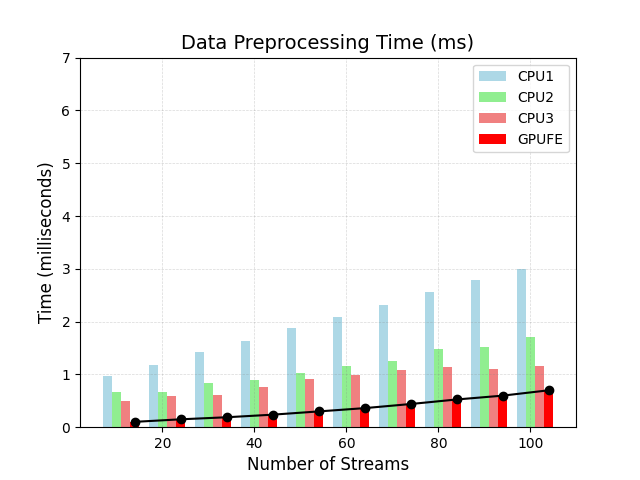 Data Preprocessing Time (ms)
CPU1
CPU2
CPU3
GPUFE
7
6
5
4
3
2
1
0
Time (milliseconds)
20
40
60
80
100
Number of Streams